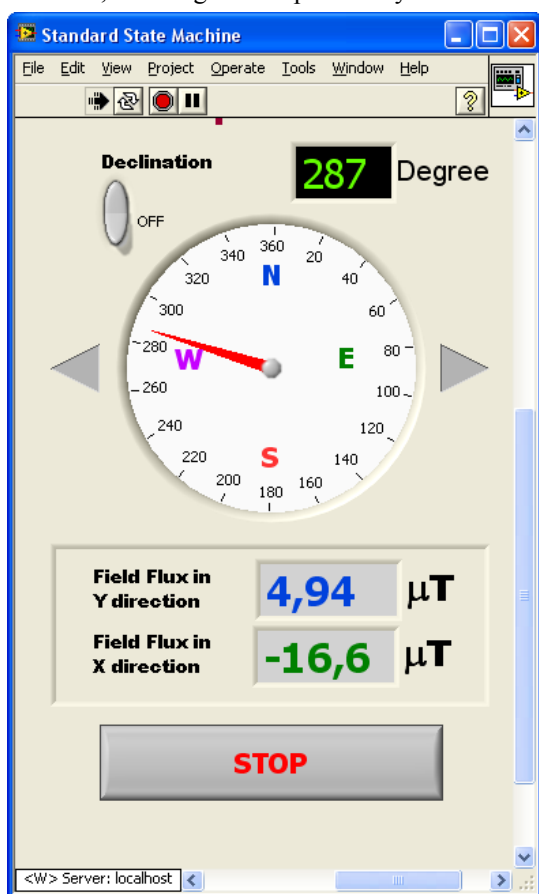 Standard State Machine
File Edit View Project Operate Tools Window Help
?
Declination
287 Degree
OFF
360
340 20
320 N 40
300 60
280 W E 80
260 100
240 120
220 S 140
200 160
180
Field Flux in
Y direction
4,94 µT
Field Flux in
X direction
-16,6 µT
STOP
<W> Server: localhost